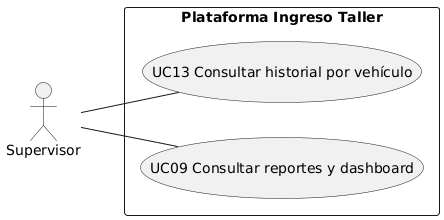 Plataforma Ingreso Taller
UC13 Consultar historial por vehículo
Supervisor
UC09 Consultar reportes y dashboard